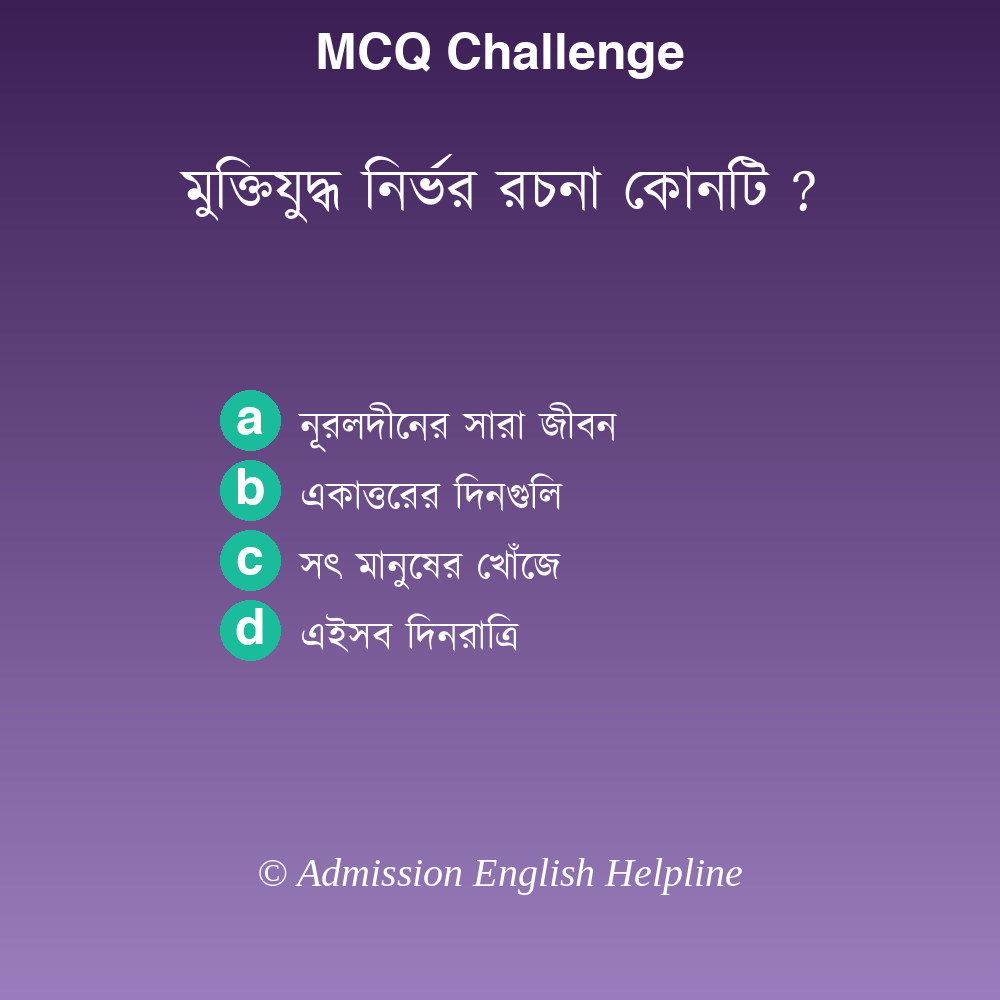 MCQ Challenge
মুক্তিযুদ্ধ নির্ভর রচনা কোনটি ?
a নূরলদীনের সারা জীবন
b একাত্তরের দিনগুলি
c সৎ মানুষের খোঁজে
d এইসব দিনরাত্রি
© Admission English Helpline